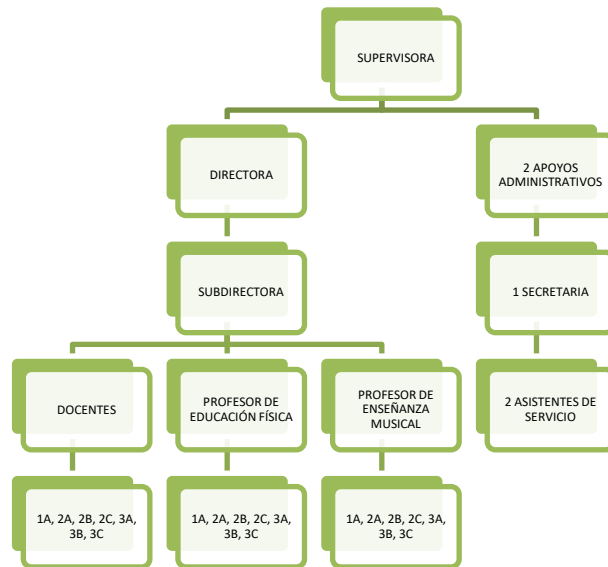 SUPERVISORA
DIRECTORA
2 APOYOS
ADMINISTRATIVOS
SUBDIRECTORA
1 SECRETARIA
DOCENTES
PROFESOR DE
EDUCACIÓN FÍSICA
PROFESOR DE
ENSEÑANZA
MUSICAL
2 ASISTENTES DE
SERVICIO
1A, 2A, 2B, 2C, 3A,
3B, 3C
1A, 2A, 2B, 2C, 3A,
3B, 3C
1A, 2A, 2B, 2C, 3A,
3B, 3C